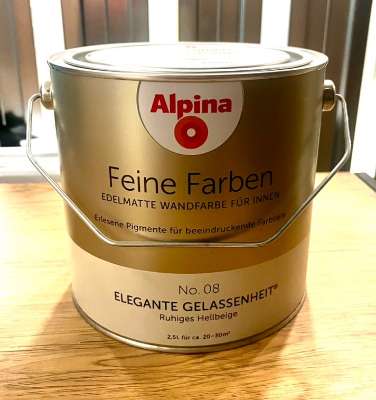 Alpina
Feine Farben
EDELMATTE WANDFARBE FÜR INNEN
Erlesene Pigmente für beeindruckende Farbtiefe
No. 08
ELEGANTE GELASSENHEIT®
Ruhiges Hellbeige
2,5L für ca. 20-30m²